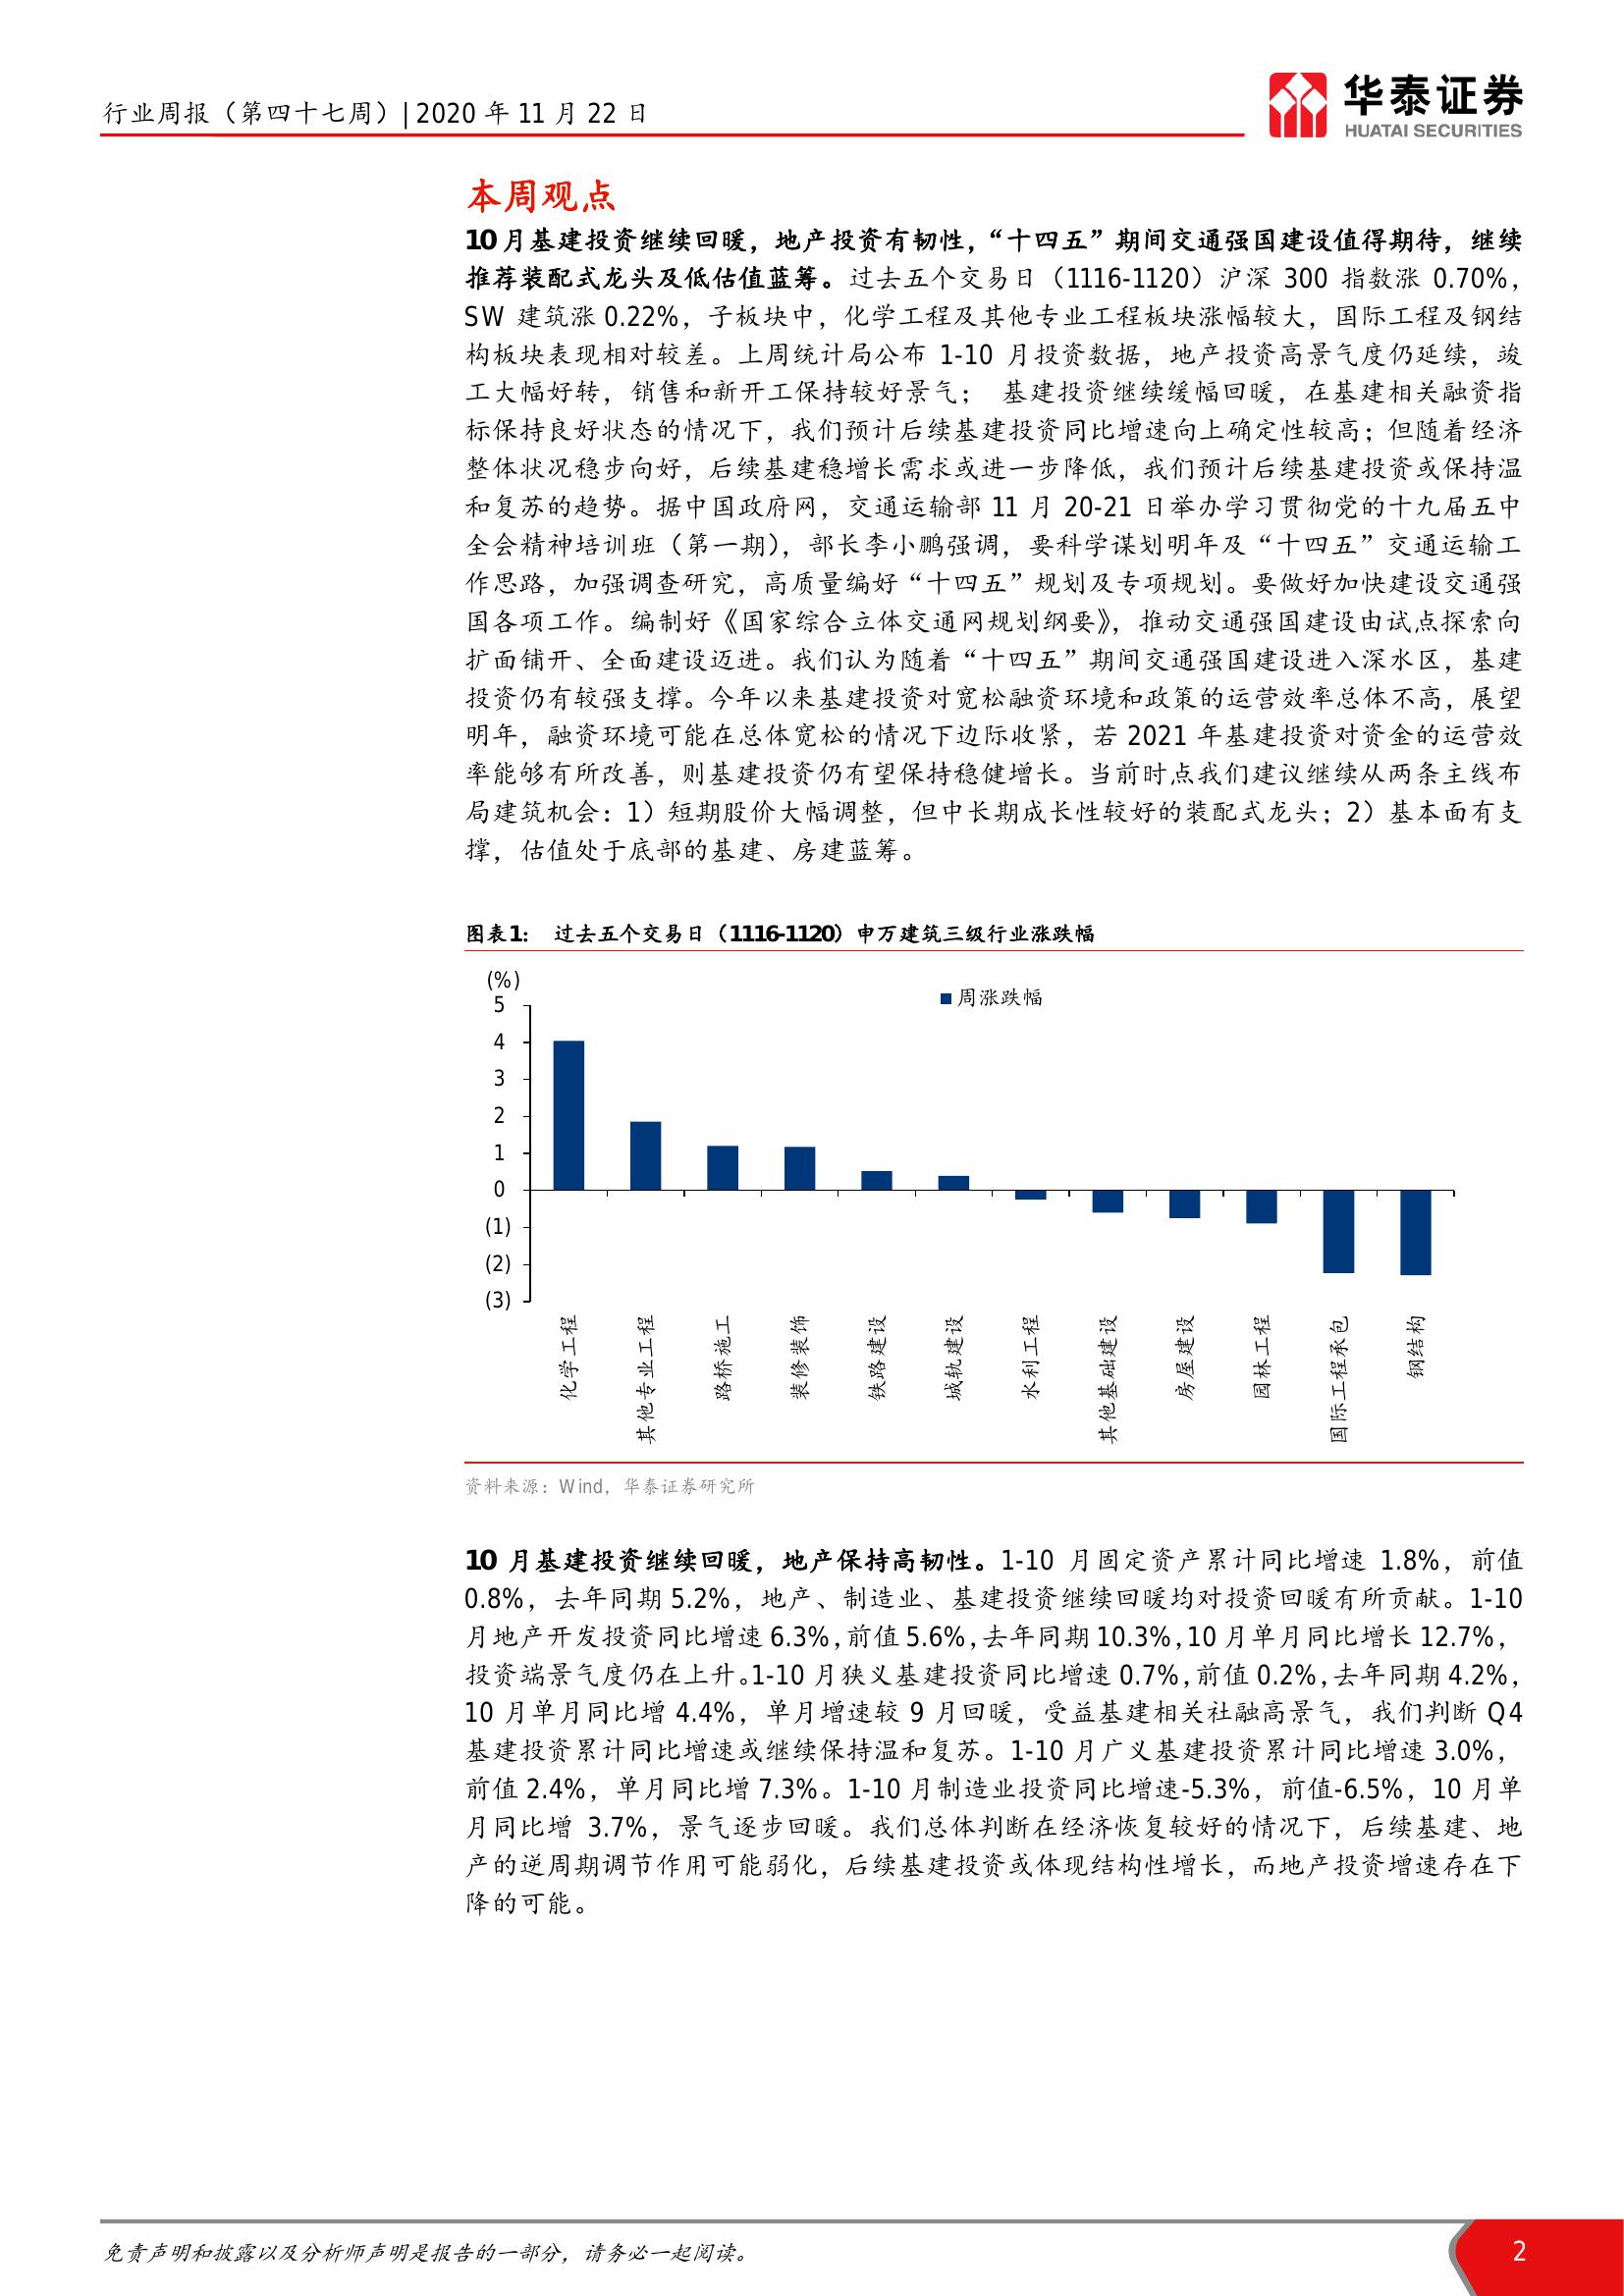 行业周报（第四十七周）| 2020 年 11 月 22 日
华泰证券
HUATAI SECURITIES
本周观点
10 月基建投资继续回暖，地产投资有韧性，“十四五”期间交通强国建设值得期待，继续
推荐装配式龙头及低估值蓝筹。过去五个交易日（1116-1120）沪深 300 指数涨 0.70%，
SW 建筑涨 0.22%，子板块中，化学工程及其他专业工程板块涨幅较大，国际工程及钢结
构板块表现相对较差。上周统计局公布 1-10 月投资数据，地产投资高景气度仍延续，竣
工大幅好转，销售和新开工保持较好景气； 基建投资继续缓幅回暖，在基建相关融资指
标保持良好状态的情况下，我们预计后续基建投资同比增速向上确定性较高；但随着经济
整体状况稳步向好，后续基建稳增长需求或进一步降低，我们预计后续基建投资或保持温
和复苏的趋势。据中国政府网，交通运输部 11 月 20-21 日举办学习贯彻党的十九届五中
全会精神培训班（第一期），部长李小鹏强调，要科学谋划明年及“十四五”交通运输工
作思路，加强调查研究，高质量编好“十四五”规划及专项规划。要做好加快建设交通强
国各项工作。编制好《国家综合立体交通网规划纲要》，推动交通强国建设由试点探索向
扩面铺开、全面建设迈进。我们认为随着“十四五”期间交通强国建设进入深水区，基建
投资仍有较强支撑。今年以来基建投资对宽松融资环境和政策的运营效率总体不高，展望
明年，融资环境可能在总体宽松的情况下边际收紧，若 2021 年基建投资对资金的运营效
率能够有所改善，则基建投资仍有望保持稳健增长。当前时点我们建议继续从两条主线布
局建筑机会：1）短期股价大幅调整，但中长期成长性较好的装配式龙头；2）基本面有支
撑，估值处于底部的基建、房建蓝筹。
图表1： 过去五个交易日（1116-1120）申万建筑三级行业涨跌幅
(%)
周涨跌幅
5
4
3
2
1
0
(1)
(2)
(3)
化学工程
其他专业工程
路桥施工
装修装饰
铁路建设
城轨建设
水利工程
其他基础建设
房屋建设
园林工程
国际工程承包
钢结构
资料来源：Wind，华泰证券研究所
10 月基建投资继续回暖，地产保持高韧性。1-10 月固定资产累计同比增速 1.8%，前值
0.8%，去年同期 5.2%，地产、制造业、基建投资继续回暖均对投资回暖有所贡献。1-10
月地产开发投资同比增速 6.3%，前值 5.6%，去年同期 10.3%，10 月单月同比增长 12.7%，
投资端景气度仍在上升。1-10 月狭义基建投资同比增速 0.7%，前值 0.2%，去年同期 4.2%，
10 月单月同比增 4.4%，单月增速较 9 月回暖，受益基建相关社融高景气，我们判断 Q4
基建投资累计同比增速或继续保持温和复苏。1-10 月广义基建投资累计同比增速 3.0%，
前值 2.4%，单月同比增 7.3%。1-10 月制造业投资同比增速-5.3%，前值-6.5%，10 月单
月同比增 3.7%，景气逐步回暖。我们总体判断在经济恢复较好的情况下，后续基建、地
产的逆周期调节作用可能弱化，后续基建投资或体现结构性增长，而地产投资增速存在下
降的可能。
免责声明和披露以及分析师声明是报告的一部分，请务必一起阅读。
2